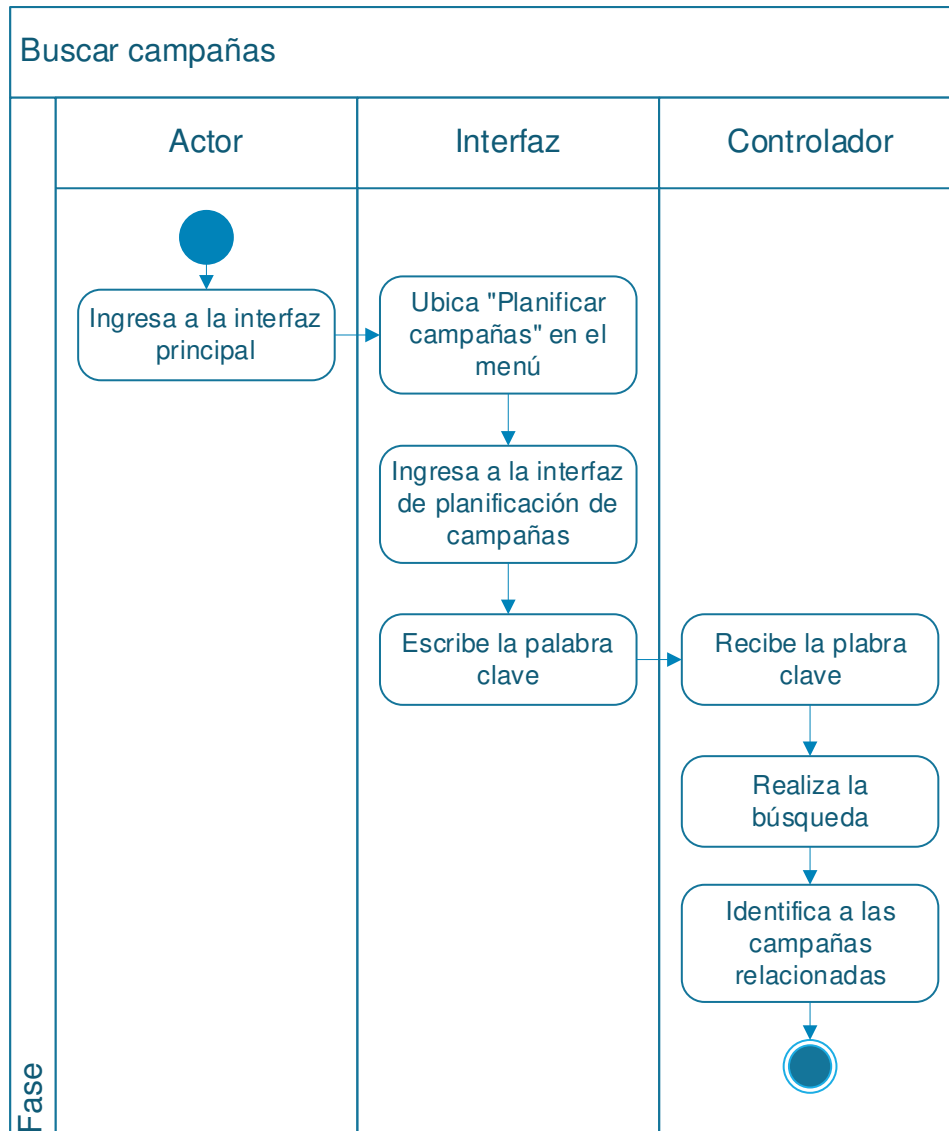 Buscar campañas
Actor
Interfaz
Controlador
Ingresa a la interfaz
principal
Ubica "Planificar
campañas" en el
menú
Ingresa a la interfaz
de planificación de
campañas
Escribe la palabra
clave
Recibe la plabra
clave
Realiza la
búsqueda
Identifica a las
campañas
relacionadas
Fase